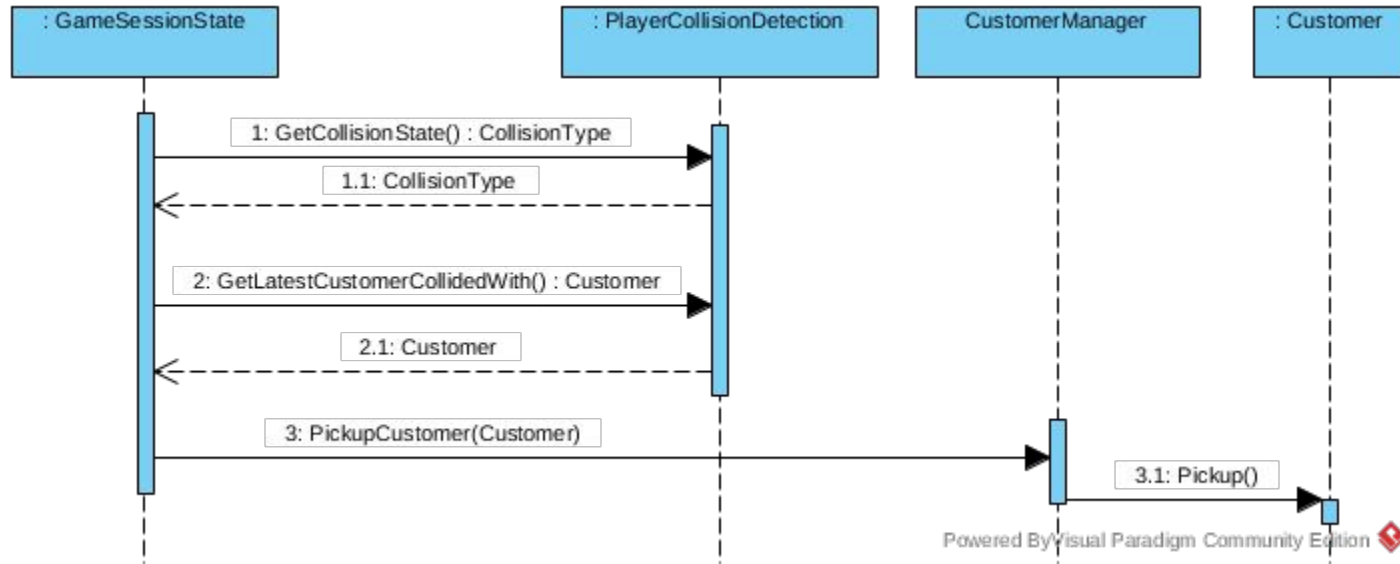 : GameSessionState
: PlayerCollisionDetection
CustomerManager
: Customer
1: GetCollisionState() : CollisionType
1.1: CollisionType
2: GetLatestCustomerCollidedWith() : Customer
2.1: Customer
3: PickupCustomer(Customer)
3.1: Pickup()
Powered ByVisual Paradigm Community Edition